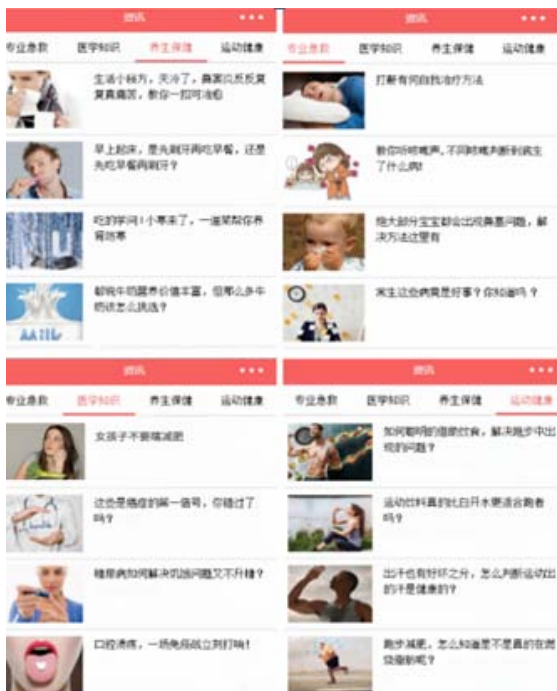 资讯
专业急救 医学知识 养生保健 运动健康
生活小秘方，天冷了，鼻炎炎反反复
复真痛苦，教你一招可治愈
早上起床，是先刷牙再吃早餐，还是
先吃早餐再刷牙？
吃的学问！小寒来了，一道菜帮你养
肾防寒
都说牛奶营养价值丰富，但那么多牛
奶该怎么挑选？
资讯
专业急救 医学知识 养生保健 运动健康
打鼾有何自我治疗方法
教你听咳嗽声，不同咳嗽判断到底生
了什么病！
绝大部分宝宝都会出现鼻塞问题，解
决方法这里有
常生这些病竟是好事？你知道吗？
资讯
专业急救 医学知识 养生保健 运动健康
女孩子不要瞎减肥
这些是癌症的第一信号，你错过了
吗？
糖尿病如何解决饥饿问题又不升糖？
口腔溃疡，一场免疫战立刻打响！
资讯
专业急救 医学知识 养生保健 运动健康
如何聪明的借助饮食，解决跑步中出
现的问题？
运动饮料真的比白开水更适合跑者
吗？
出汗也有好坏之分，怎么判断运动出
的汗是健康的？
跑步减肥，怎么知道是不是真的在燃
烧脂肪呢？